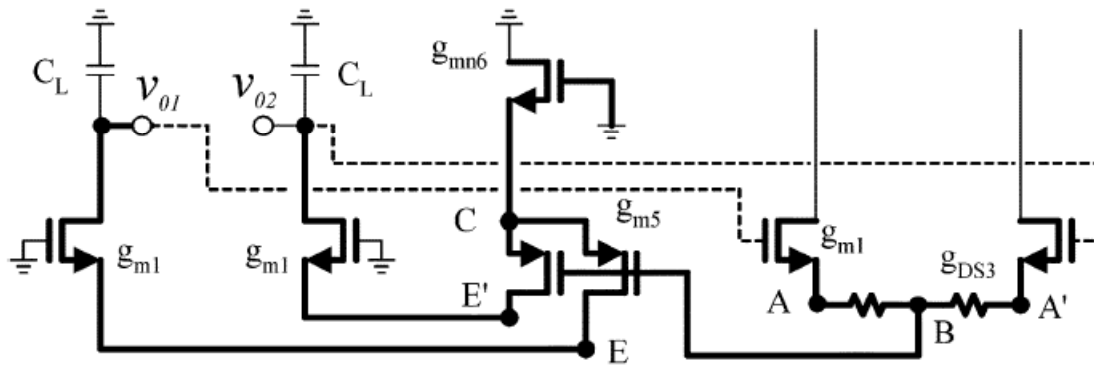 C_L
v_01
v_02
C_L
g_mn6
g_m1
g_m1
C
g_m5
E'
E
g_m1
g_DS3
A
B
A'